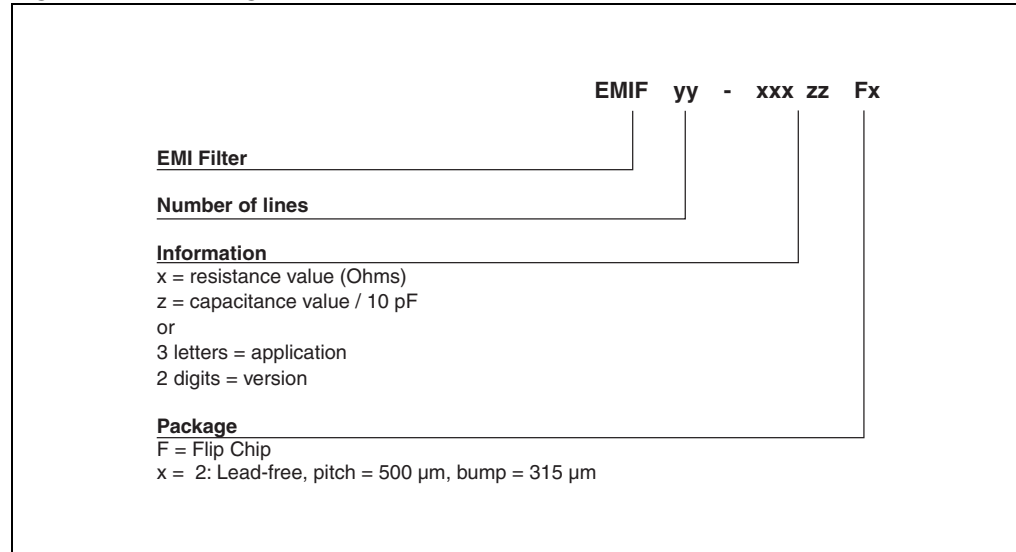 EMIF yy - xxx zz Fx
EMI Filter
Number of lines
Information
x = resistance value (Ohms)
z = capacitance value / 10 pF
or
3 letters = application
2 digits = version
Package
F = Flip Chip
x = 2: Lead-free, pitch = 500 µm, bump = 315 µm